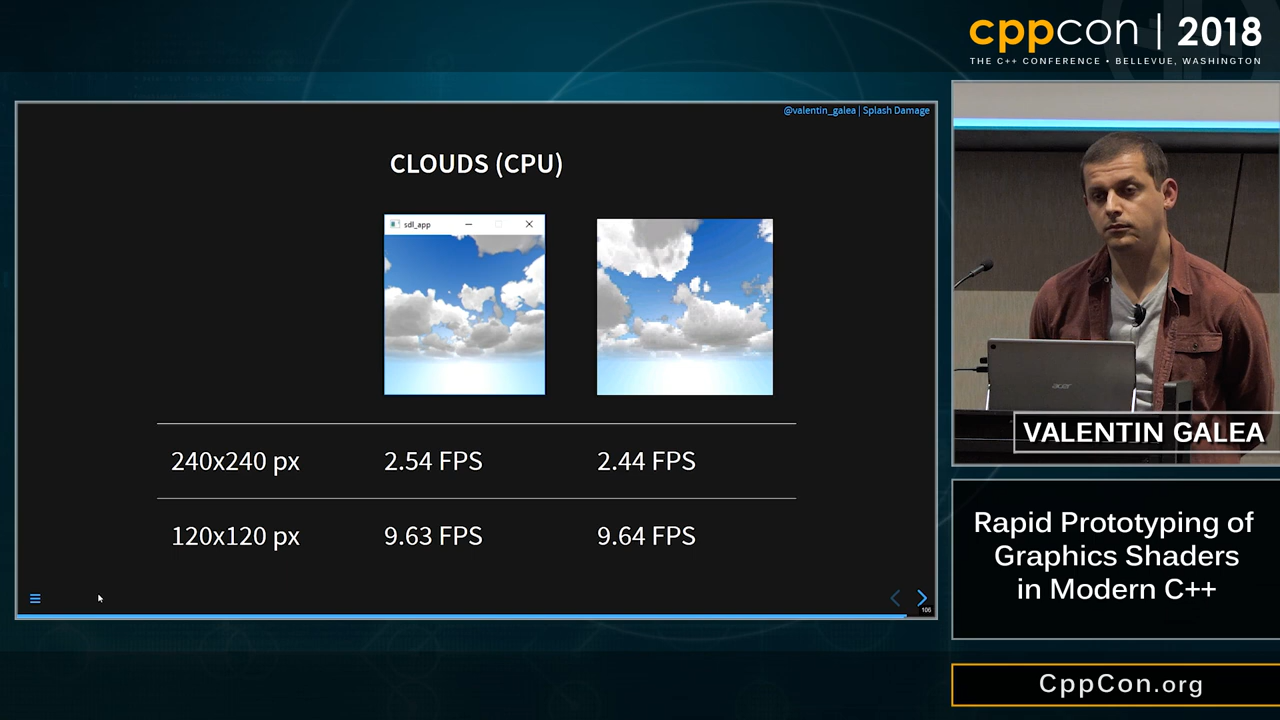 cppcon | 2018
THE C++ CONFERENCE • BELLEVUE, WASHINGTON
@valentin_galea | Splash Damage
CLOUDS (CPU)
sdl_app
240x240 px 2.54 FPS 2.44 FPS
120x120 px 9.63 FPS 9.64 FPS
106
acer
VALENTIN GALEA
Rapid Prototyping of
Graphics Shaders
in Modern C++
CppCon.org